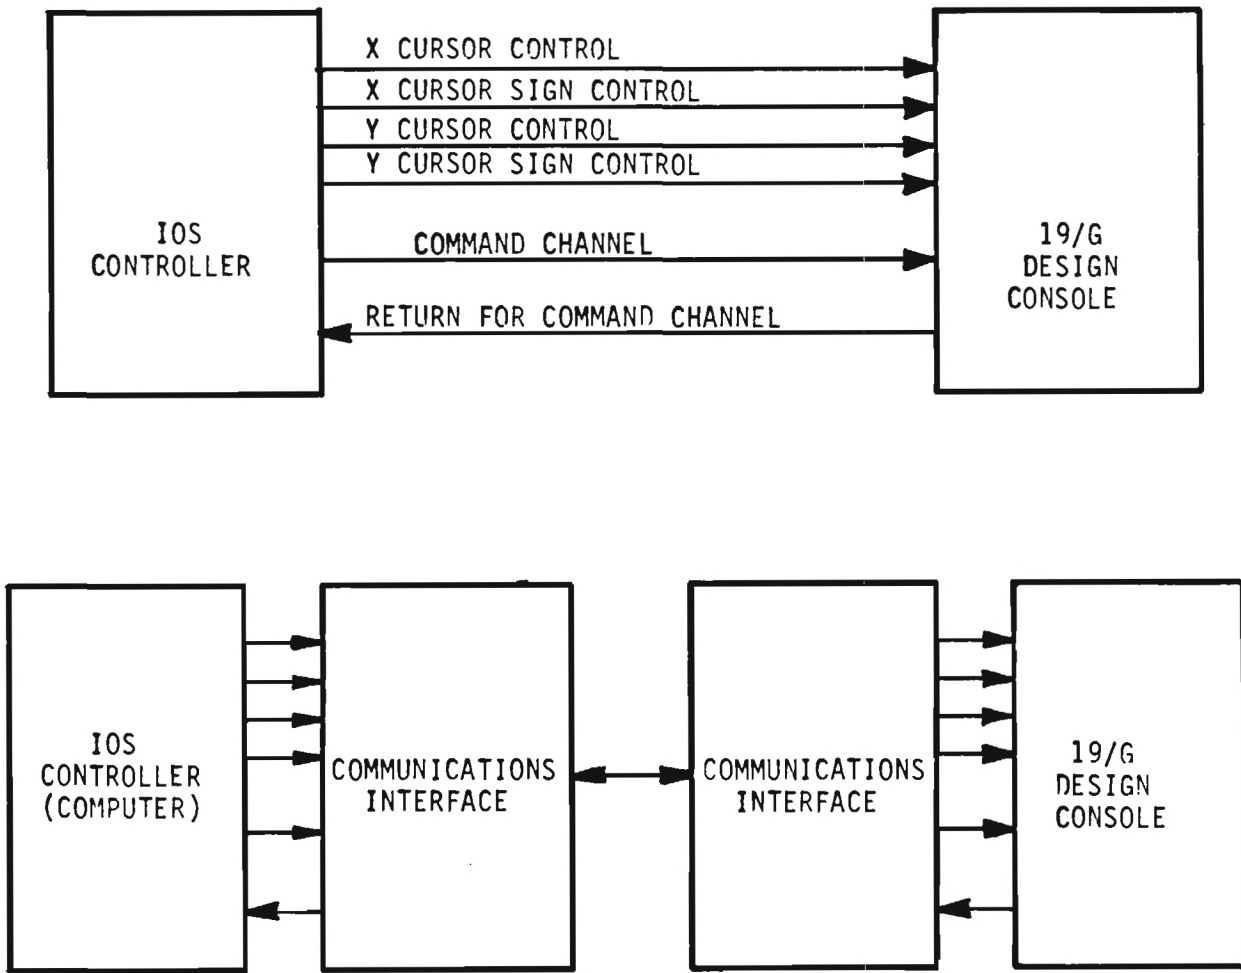 X CURSOR CONTROL
X CURSOR SIGN CONTROL
Y CURSOR CONTROL
Y CURSOR SIGN CONTROL
COMMAND CHANNEL
RETURN FOR COMMAND CHANNEL
IOS
CONTROLLER
19/G
DESIGN
CONSOLE
IOS
CONTROLLER
(COMPUTER)
COMMUNICATIONS
INTERFACE
COMMUNICATIONS
INTERFACE
19/G
DESIGN
CONSOLE